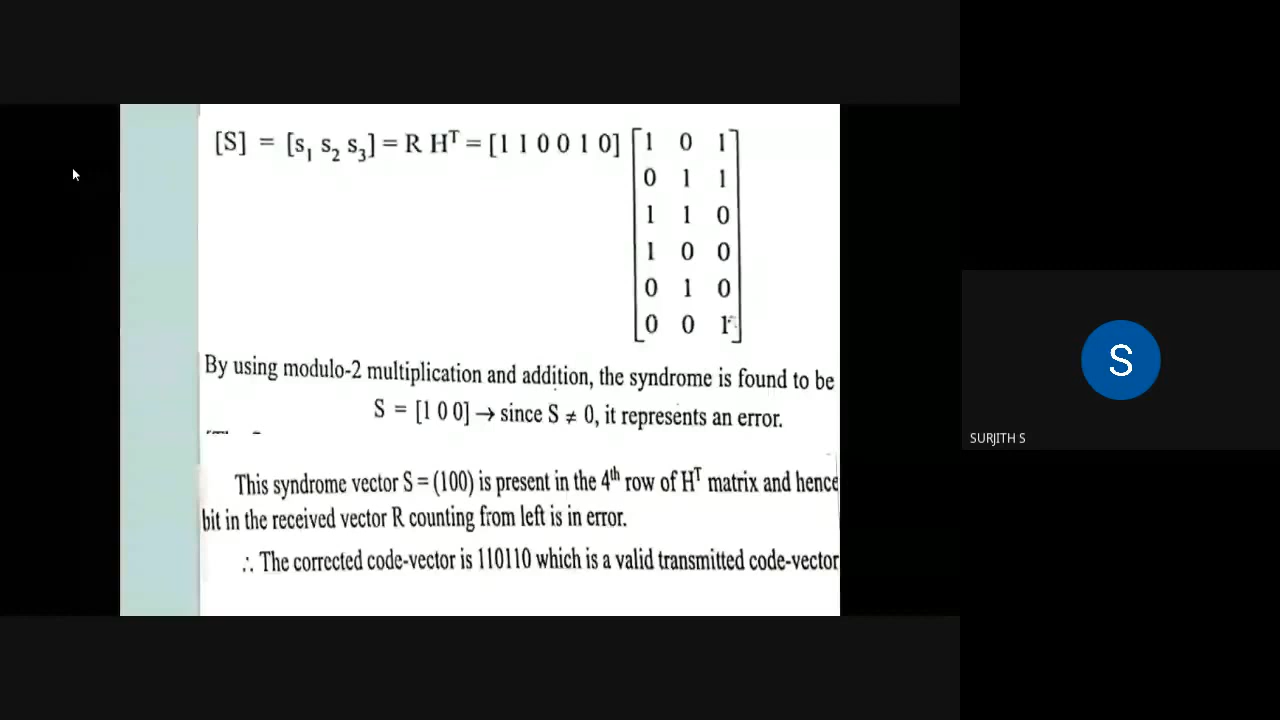 [S] = [s₁ s₂ s₃] = R Hᵀ = [1 1 0 0 1 0] [1 0 1
0 1 1
1 1 0
1 0 0
0 1 0
0 0 1]
By using modulo-2 multiplication and addition, the syndrome is found to be
S = [1 0 0] → since S ≠ 0, it represents an error.
This syndrome vector S = (100) is present in the 4ᵗʰ row of Hᵀ matrix and hence
bit in the received vector R counting from left is in error.
∴ The corrected code-vector is 110110 which is a valid transmitted code-vector
S
SURJITH S